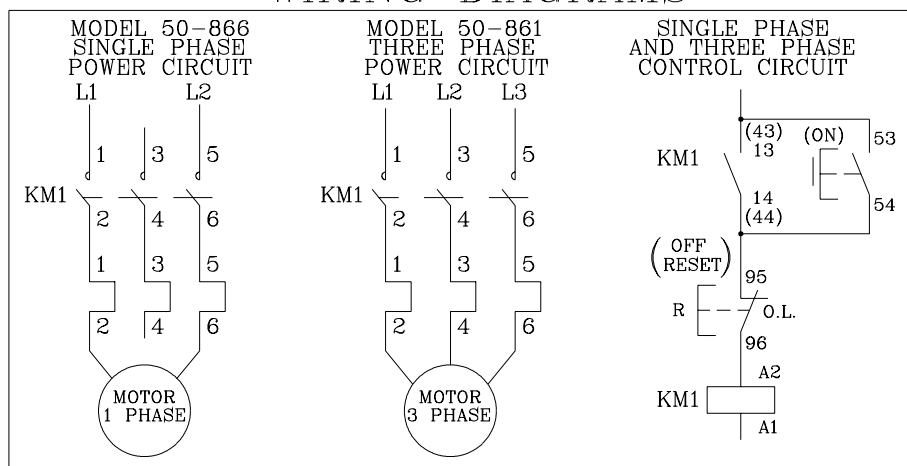 WIRING DIAGRAMS
MODEL 50-866
SINGLE PHASE
POWER CIRCUIT
L1 L2
1 3 5
KM1
2 4 6
1 3 5
2 4 6
MOTOR
1 PHASE
MODEL 50-861
THREE PHASE
POWER CIRCUIT
L1 L2 L3
1 3 5
KM1
2 4 6
1 3 5
2 4 6
MOTOR
3 PHASE
SINGLE PHASE
AND THREE PHASE
CONTROL CIRCUIT
(43) (ON) 53
KM1 13
14 54
(44)
(OFF
RESET)
95
R O.L.
96
A2
KM1
A1